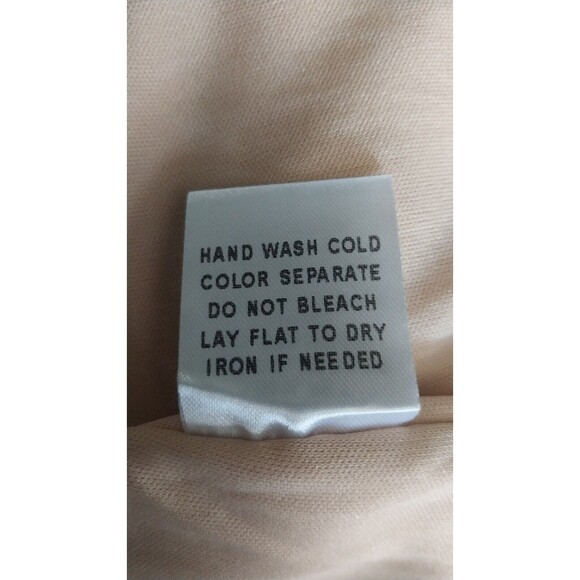 HAND WASH COLD
COLOR SEPARATE
DO NOT BLEACH
LAY FLAT TO DRY
IRON IF NEEDED